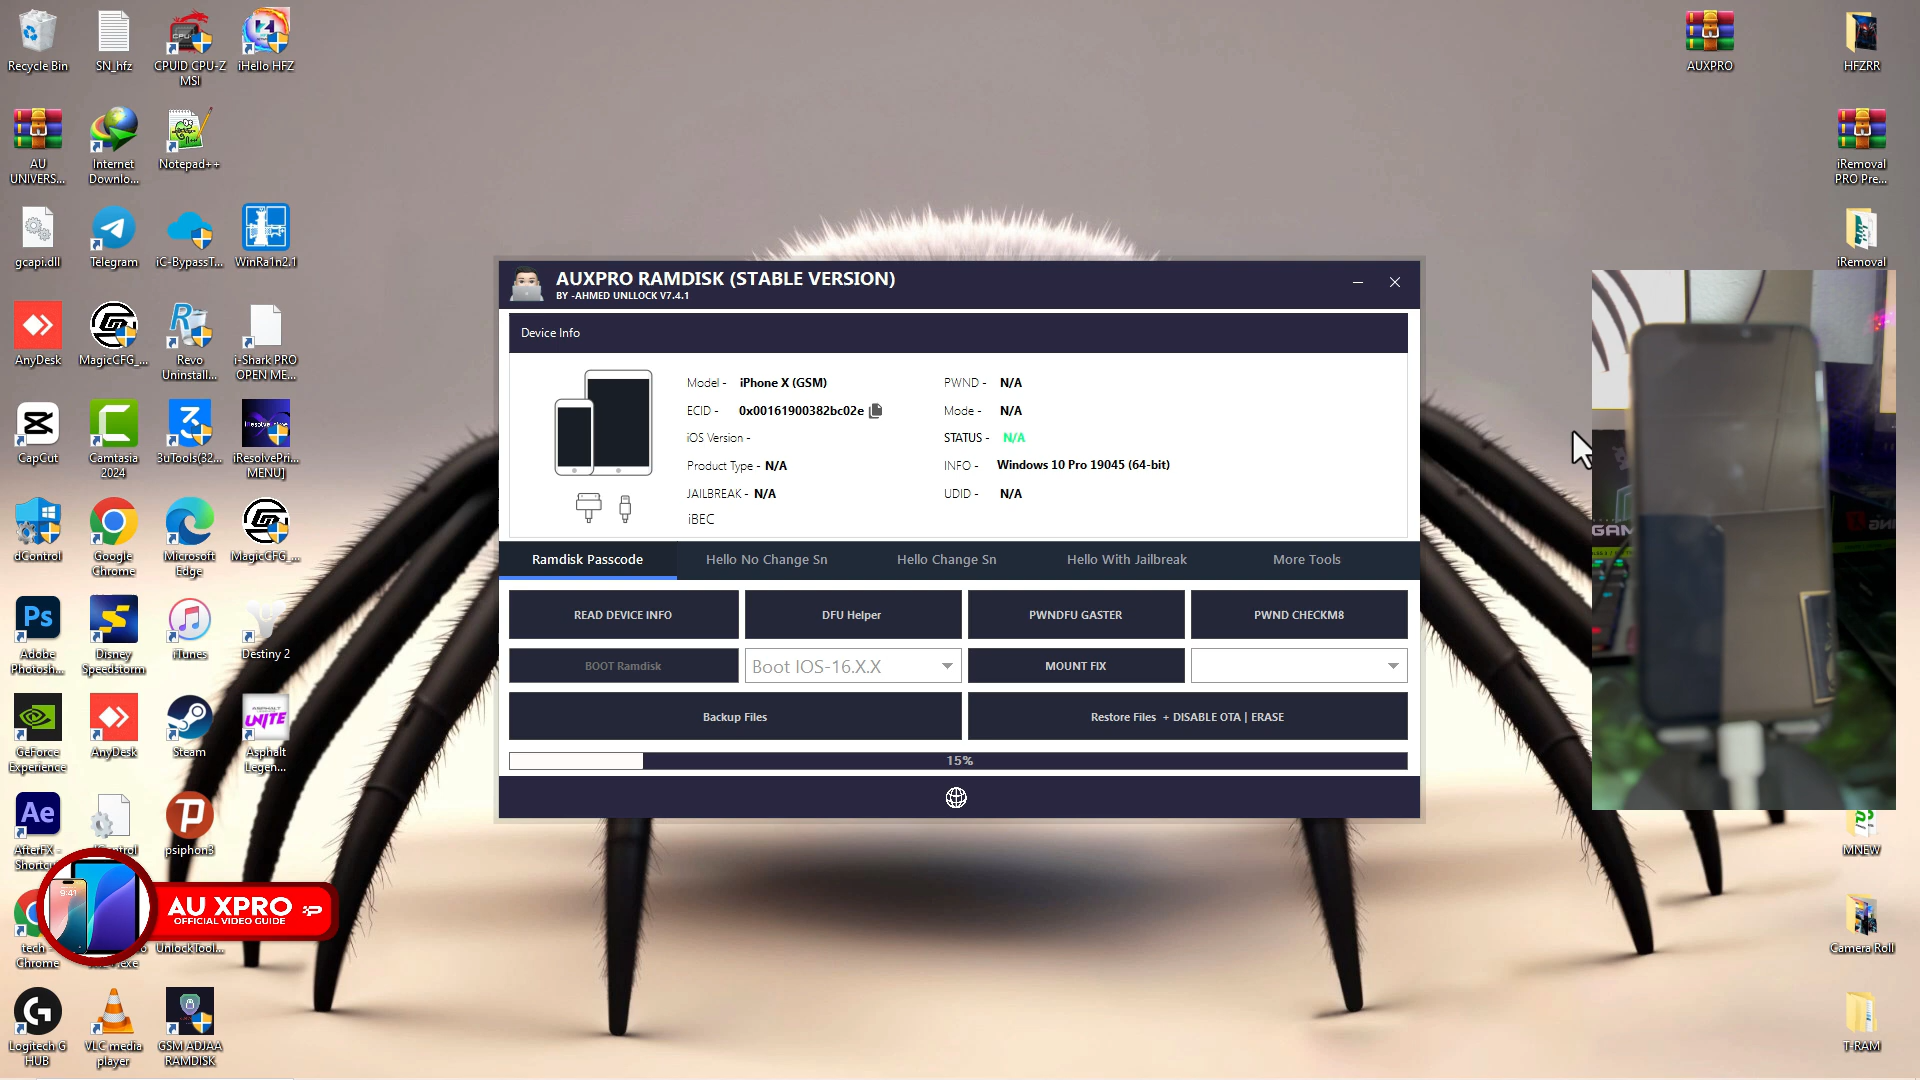 Recycle Bin
SN_hfz
CPUID CPU-Z
MSI
iHello HFZ
AUXPRO
HFZRR
AU
UNIVERS...
Internet
Downlo...
Notepad++
iRemoval
PRO Pre...
gcapi.dll
Telegram
iC-BypassT...
WinRa1n2.1
iRemoval
AnyDesk
MagicCFG_...
Revo
Uninstall...
i-Shark PRO
OPEN ME...
CapCut
Camtasia
2024
3uTools(32...
iResolvePri...
MENU]
dControl
Google
Chrome
Microsoft
Edge
MagicCFG_...
Adobe
Photosh...
Disney
Speedstorm
iTunes
Destiny 2
GeForce
Experience
AnyDesk
Steam
Asphalt
Legen...
AfterFX -
Shortcu
psiphon3
MNEW
tech -
Chrome
UnlockTool...
Camera Roll
Logitech G
HUB
VLC media
player
GSM ADJAA
RAMDISK
T-RAM
AUXPRO RAMDISK (STABLE VERSION)
BY -AHMED UNLLOCK V7.4.1
Device Info
Model - iPhone X (GSM)
PWND - N/A
ECID - 0x00161900382bc02e
Mode - N/A
iOS Version -
STATUS - N/A
Product Type - N/A
INFO - Windows 10 Pro 19045 (64-bit)
JAILBREAK - N/A
UDID - N/A
iBEC
Ramdisk Passcode
Hello No Change Sn
Hello Change Sn
Hello With Jailbreak
More Tools
READ DEVICE INFO
DFU Helper
PWNDFU GASTER
PWND CHECKM8
BOOT Ramdisk
Boot IOS-16.X.X
MOUNT FIX
Backup Files
Restore Files + DISABLE OTA | ERASE
15%
9:41
AU XPRO
OFFICIAL VIDEO GUIDE